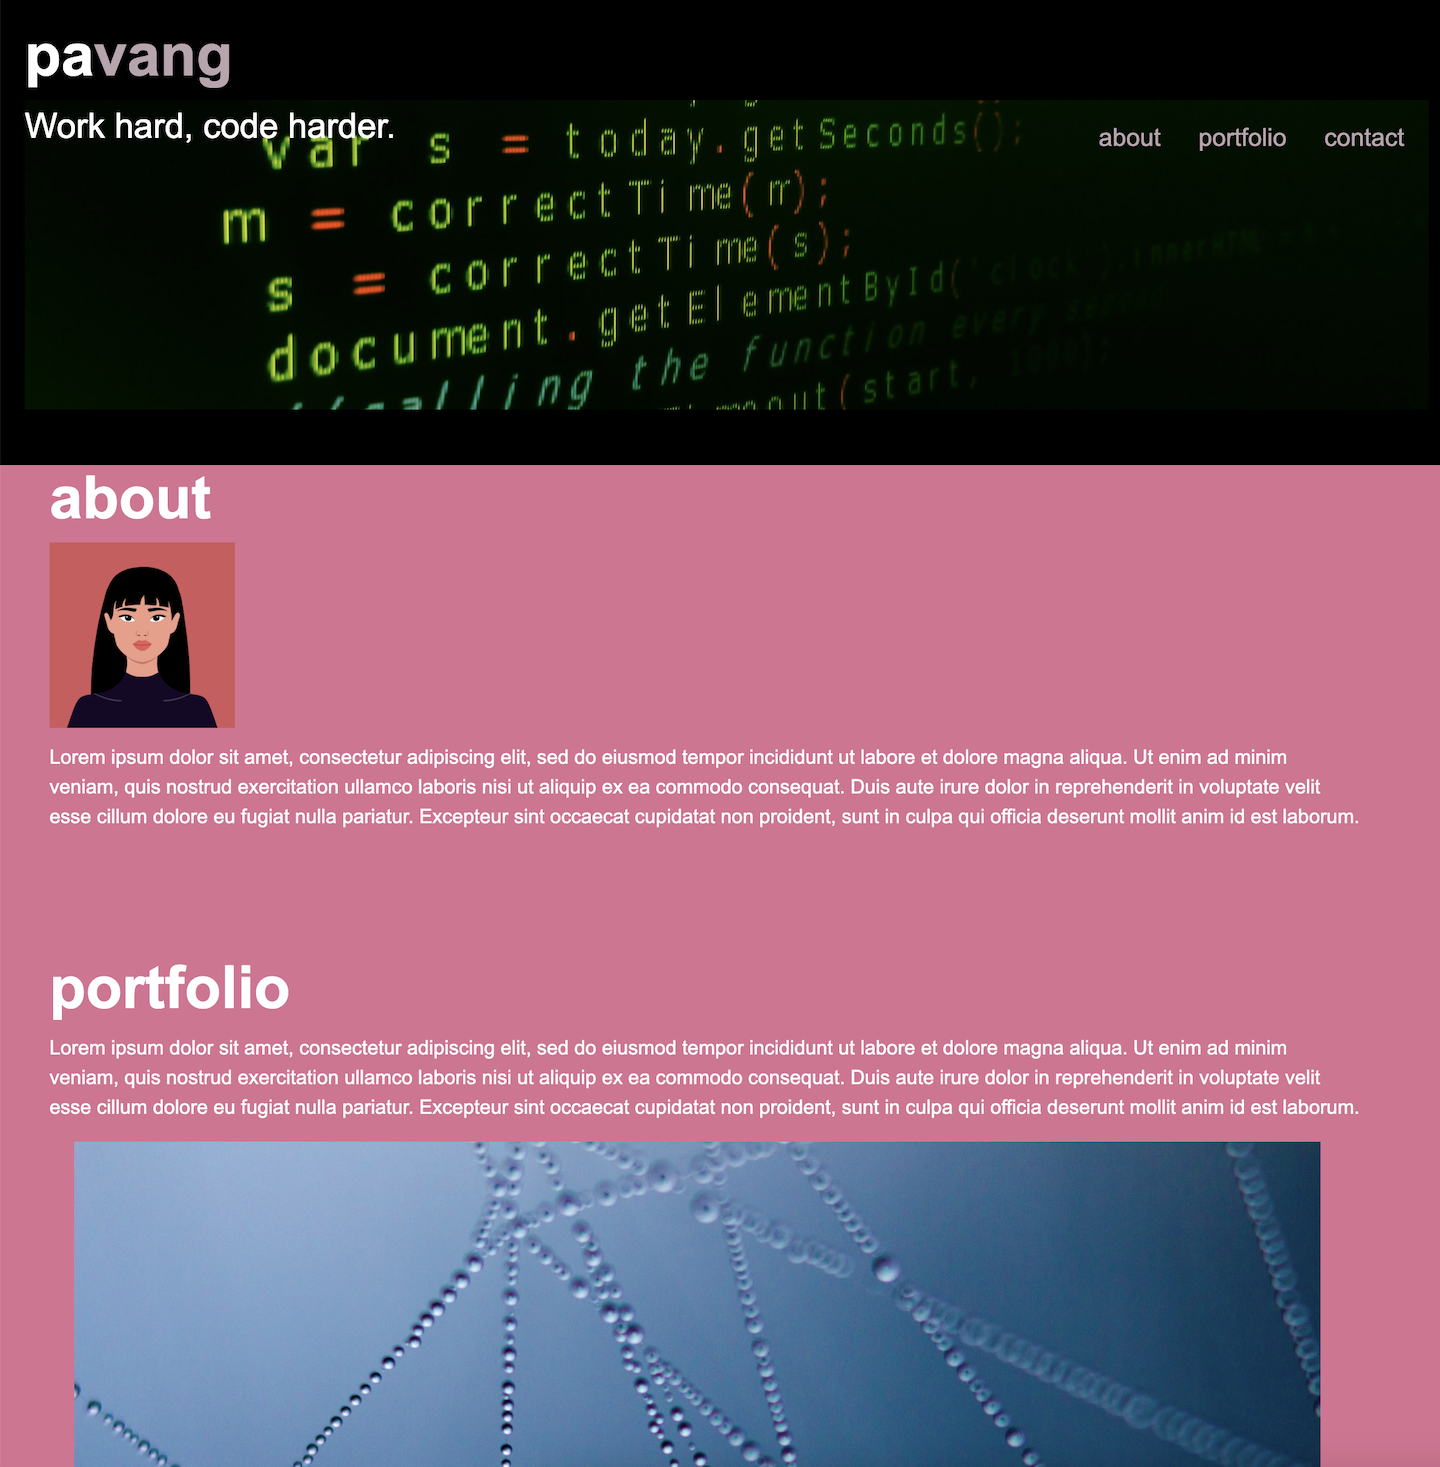 pavang
Work hard, code harder.
about portfolio contact
var s = today.getSeconds();
m = correctTime(m);
s = correctTime(s);
document.getElementById('clock').innerHTML =
//calling the function every second
start, 1000);
about
Lorem ipsum dolor sit amet, consectetur adipiscing elit, sed do eiusmod tempor incididunt ut labore et dolore magna aliqua. Ut enim ad minim
veniam, quis nostrud exercitation ullamco laboris nisi ut aliquip ex ea commodo consequat. Duis aute irure dolor in reprehenderit in voluptate velit
esse cillum dolore eu fugiat nulla pariatur. Excepteur sint occaecat cupidatat non proident, sunt in culpa qui officia deserunt mollit anim id est laborum.
portfolio
Lorem ipsum dolor sit amet, consectetur adipiscing elit, sed do eiusmod tempor incididunt ut labore et dolore magna aliqua. Ut enim ad minim
veniam, quis nostrud exercitation ullamco laboris nisi ut aliquip ex ea commodo consequat. Duis aute irure dolor in reprehenderit in voluptate velit
esse cillum dolore eu fugiat nulla pariatur. Excepteur sint occaecat cupidatat non proident, sunt in culpa qui officia deserunt mollit anim id est laborum.